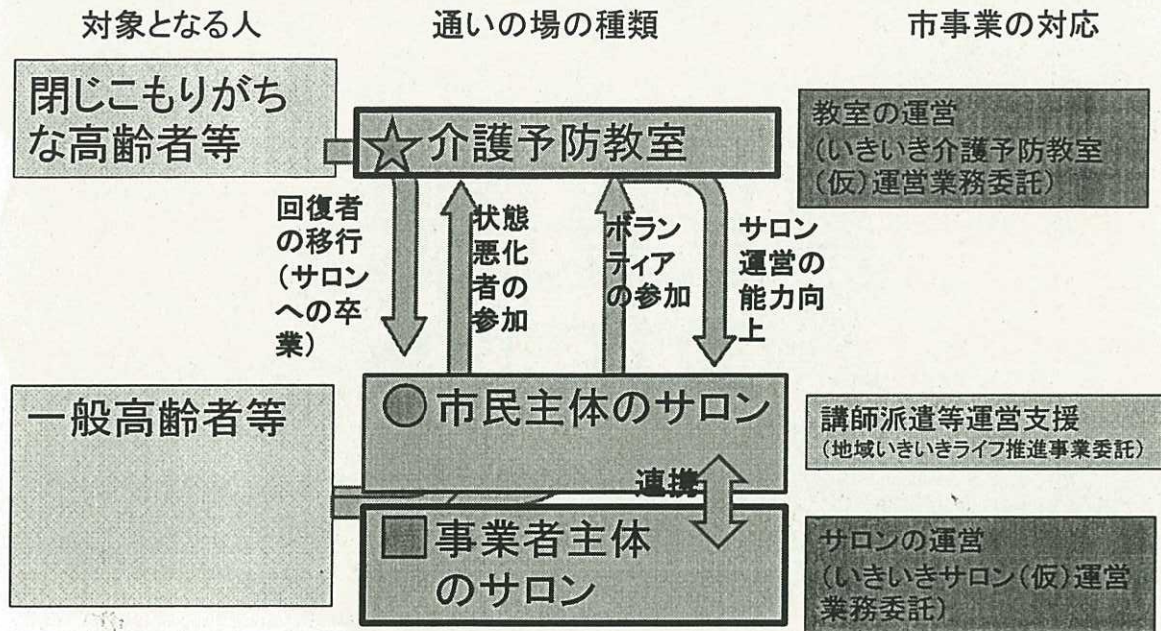 対象となる人
通いの場の種類
市事業の対応
閉じこもりがち
な高齢者等
☆介護予防教室
教室の運営
(いきいき介護予防教室
(仮)運営業務委託)
回復者
の移行
(サロン
への卒
業)
状態
悪化
者の
参加
ボラン
ティア
の参加
サロン
運営の
能力向
上
一般高齢者等
市民主体のサロン
講師派遣等運営支援
(地域いきいきライフ推進事業委託)
連携
事業者主体
のサロン
サロンの運営
(いきいきサロン(仮)運営
業務委託)